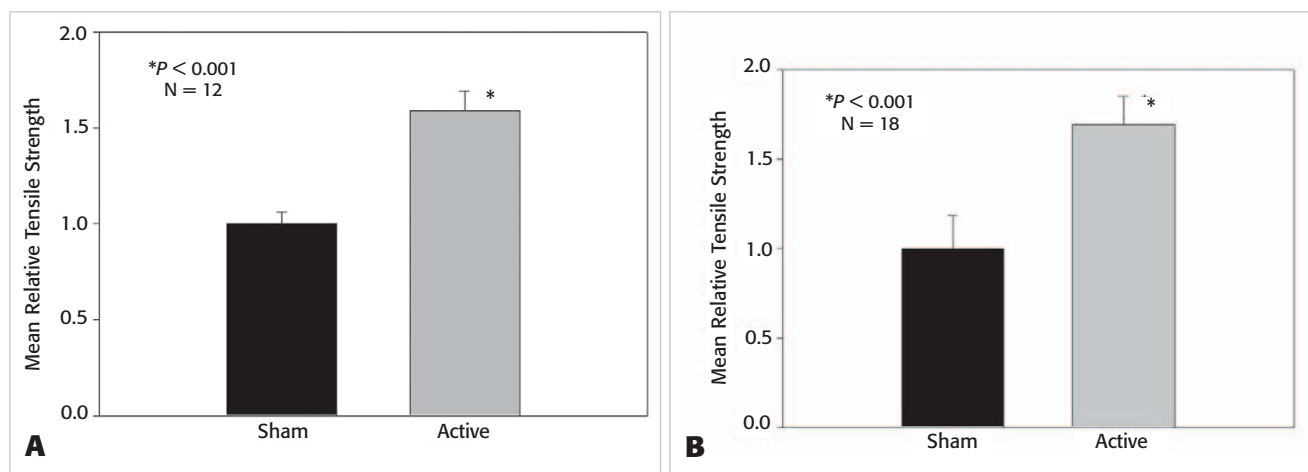 2.0
1.5
1.0
0.5
0.0
Mean Relative Tensile Strength
*P < 0.001
N = 12
*
Sham Active
A
2.0
1.5
1.0
0.5
0.0
Mean Relative Tensile Strength
*P < 0.001
N = 18
*
Sham Active
B